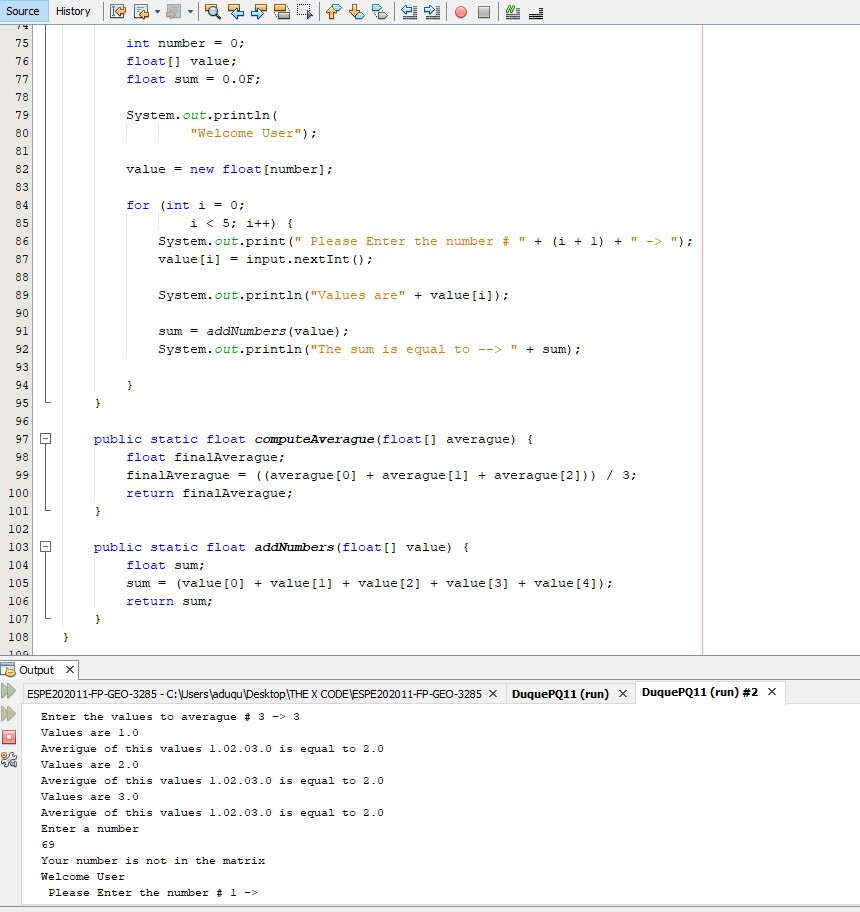 Source History
74
75 int number = 0;
76 float[] value;
77 float sum = 0.0F;
78
79 System.out.println(
80 "Welcome User");
81
82 value = new float[number];
83
84 for (int i = 0;
85 i < 5; i++) {
86 System.out.print(" Please Enter the number # " + (i + 1) + " -> ");
87 value[i] = input.nextInt();
88
89 System.out.println("Values are" + value[i]);
90
91 sum = addNumbers(value);
92 System.out.println("The sum is equal to --> " + sum);
93
94 }
95 }
96
97 public static float computeAverague(float[] averague) {
98 float finalAverague;
99 finalAverague = ((averague[0] + averague[1] + averague[2])) / 3;
100 return finalAverague;
101 }
102
103 public static float addNumbers(float[] value) {
104 float sum;
105 sum = (value[0] + value[1] + value[2] + value[3] + value[4]);
106 return sum;
107 }
108 }
109
Output
ESPE202011-FP-GEO-3285 - C:\Users\aduqu\Desktop\THE X CODE\ESPE202011-FP-GEO-3285 DuquePQ11 (run) DuquePQ11 (run) #2
Enter the values to averague # 3 -> 3
Values are 1.0
Averigue of this values 1.02.03.0 is equal to 2.0
Values are 2.0
Averigue of this values 1.02.03.0 is equal to 2.0
Values are 3.0
Averigue of this values 1.02.03.0 is equal to 2.0
Enter a number
69
Your number is not in the matrix
Welcome User
Please Enter the number # 1 ->